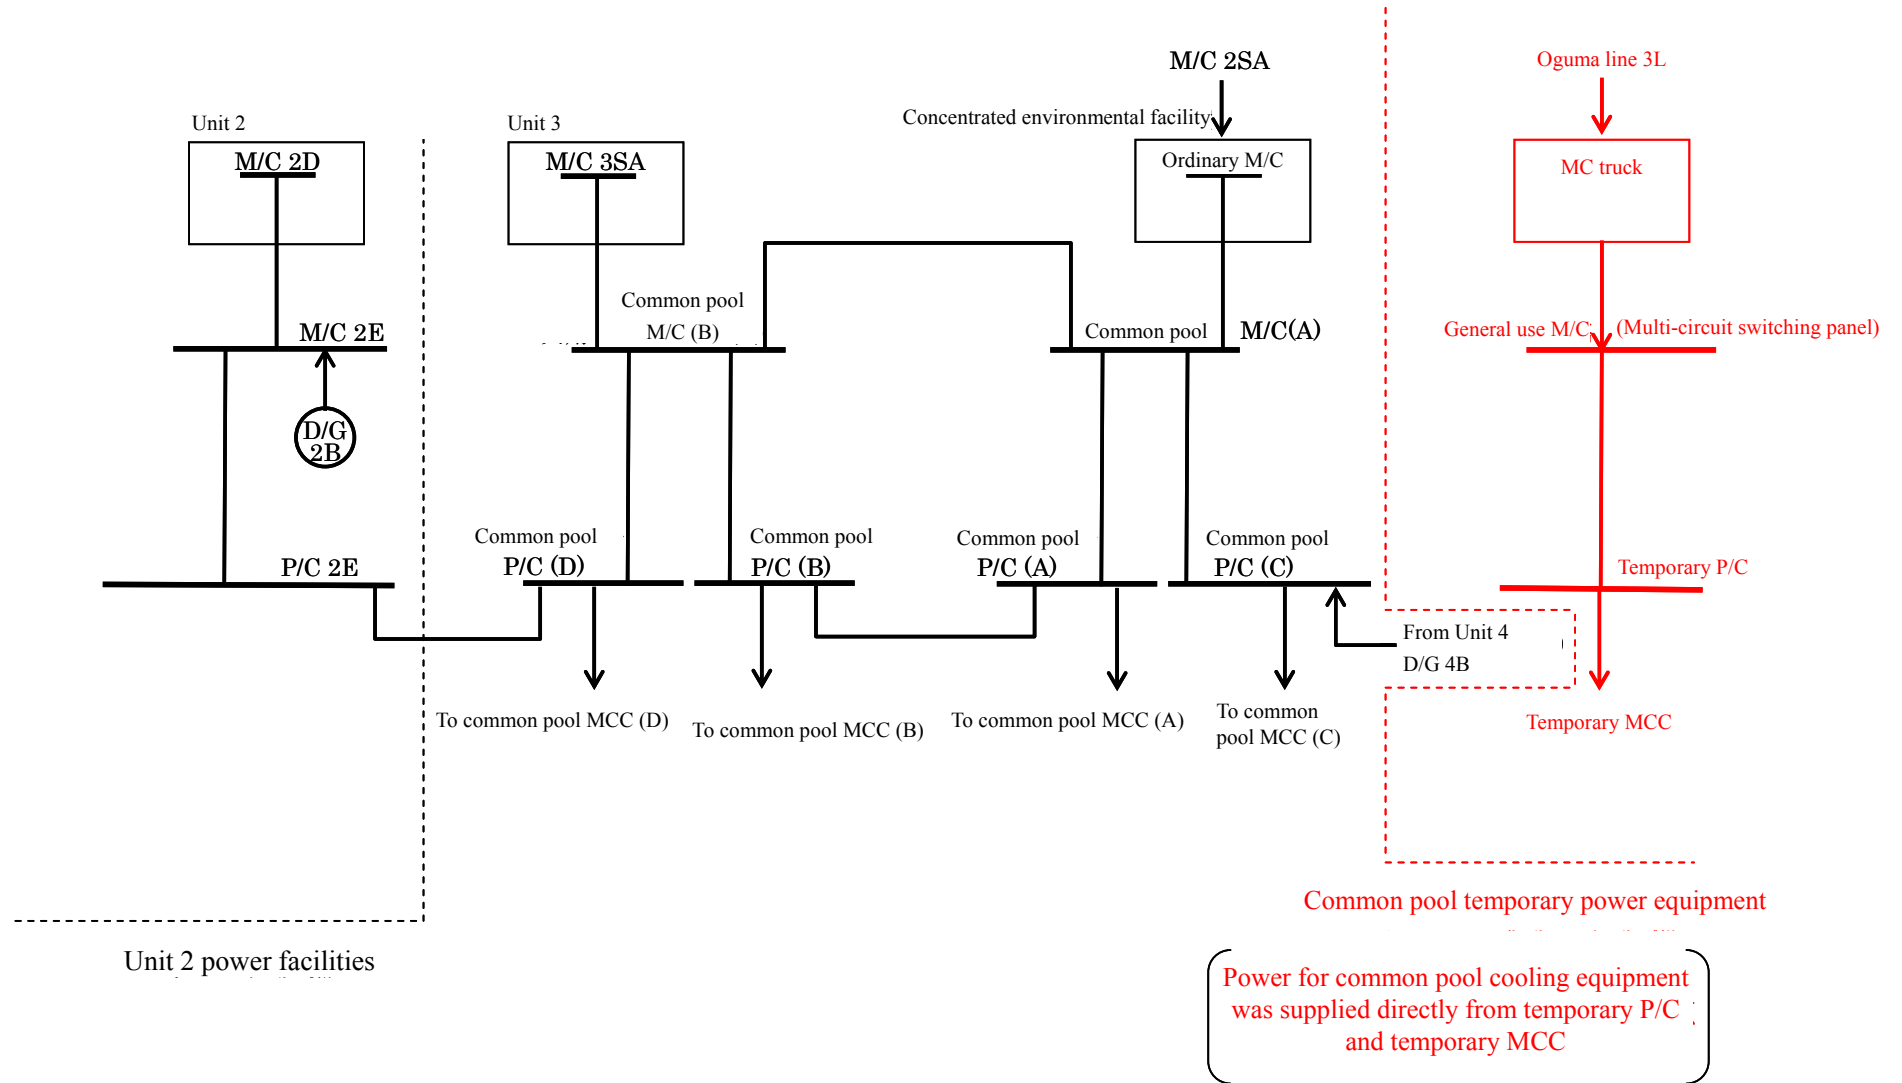 M/C 2SA
Oguma line 3L
Concentrated environmental facility
Unit 2
Unit 3
M/C 2D
M/C 3SA
Ordinary M/C
MC truck
Common pool
M/C (B)
M/C 2E
Common pool
M/C(A)
General use M/C
(Multi-circuit switching panel)
D/G
2B
Common pool
P/C (D)
Common pool
P/C (B)
Common pool
P/C (A)
Common pool
P/C (C)
P/C 2E
Temporary P/C
From Unit 4
D/G 4B
To common pool MCC (D)
To common pool MCC (B)
To common pool MCC (A)
To common
pool MCC (C)
Temporary MCC
Common pool temporary power equipment
Unit 2 power facilities
Power for common pool cooling equipment
was supplied directly from temporary P/C
and temporary MCC